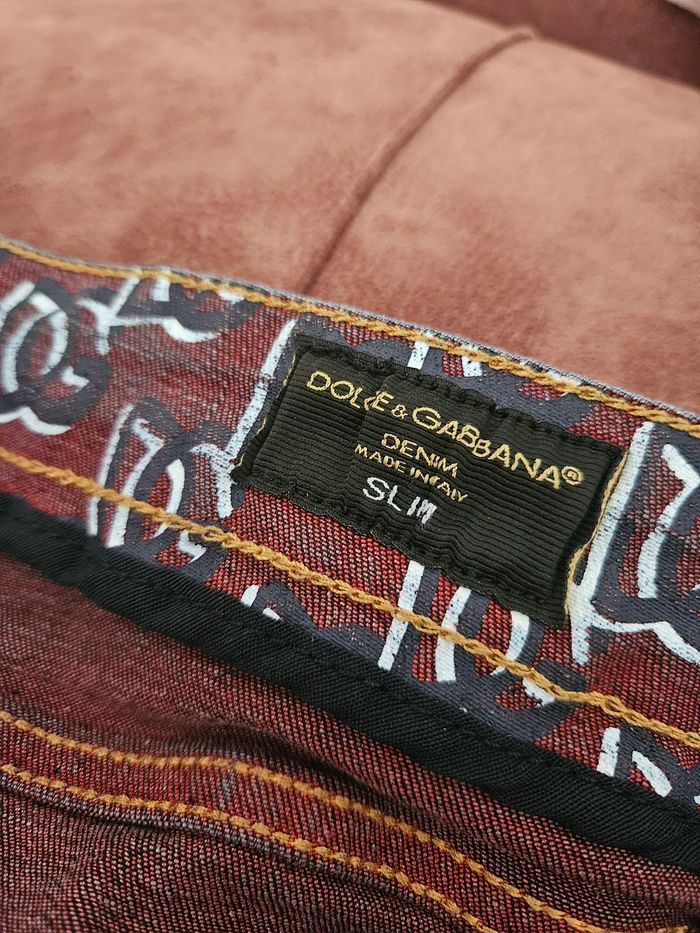 DOLCE & GABBANA®
DENIM
MADE IN ITALY
SLIM